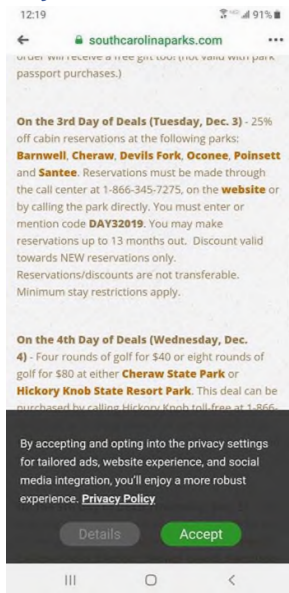 12:19
91%
southcarolinaparks.com
order will receive a free gift too! (not valid with park
passport purchases.)
On the 3rd Day of Deals (Tuesday, Dec. 3) - 25%
off cabin reservations at the following parks:
Barnwell, Cheraw, Devils Fork, Oconee, Poinsett
and Santee. Reservations must be made through
the call center at 1-866-345-7275, on the website or
by calling the park directly. You must enter or
mention code DAY32019. You may make
reservations up to 13 months out. Discount valid
towards NEW reservations only.
Reservations/discounts are not transferable.
Minimum stay restrictions apply.
On the 4th Day of Deals (Wednesday, Dec.
4) - Four rounds of golf for $40 or eight rounds of
golf for $80 at either Cheraw State Park or
Hickory Knob State Resort Park. This deal can be
purchased by calling Hickory Knob toll-free at 1-866-
By accepting and opting into the privacy settings
for tailored ads, website experience, and social
media integration, you'll enjoy a more robust
experience. Privacy Policy
Details
Accept